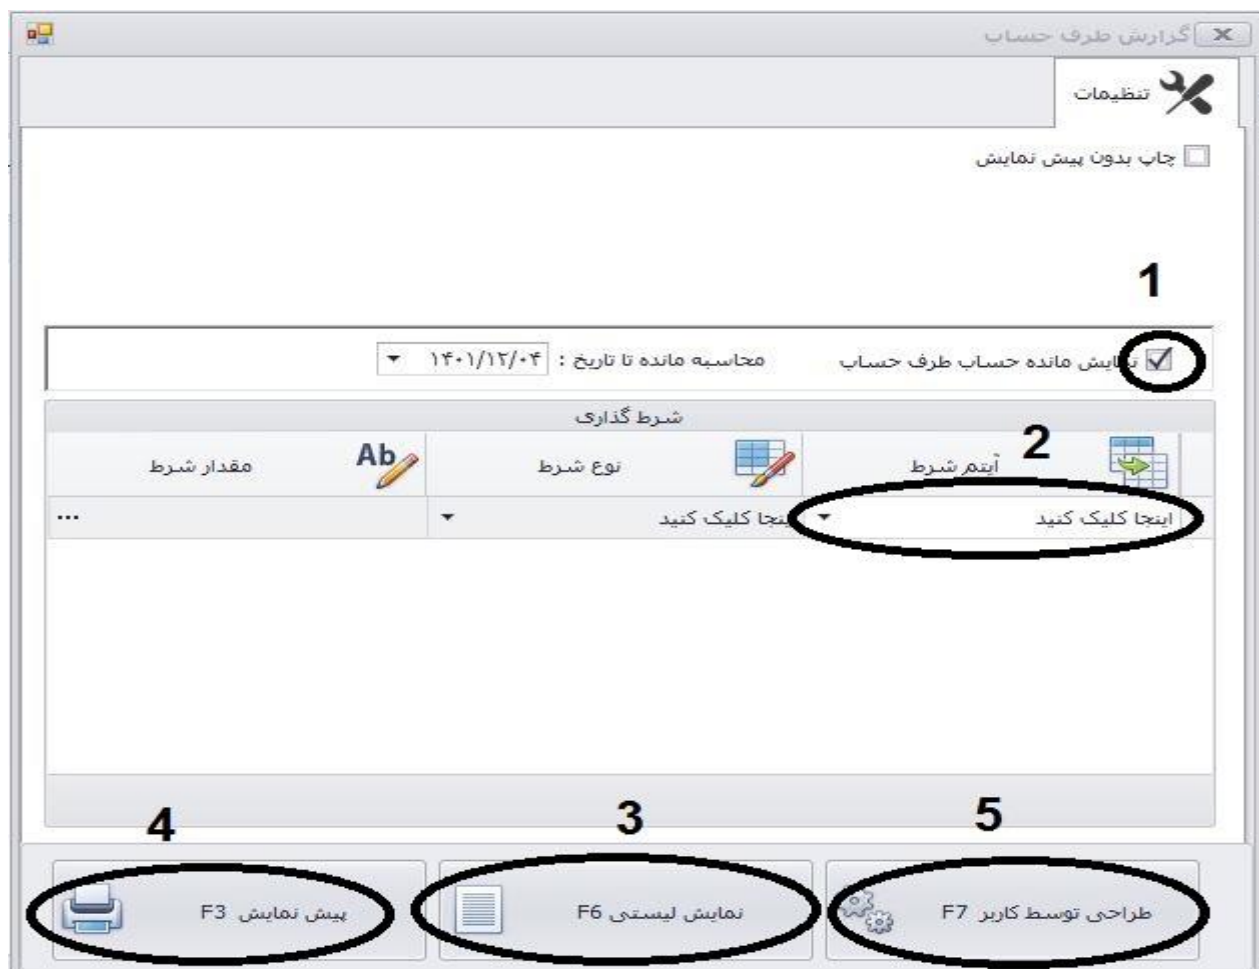 گزارش طرف حساب
تنظیمات
چاپ بدون پیش نمایش
1
نمایش مانده حساب طرف حساب محاسبه مانده تا تاریخ : ۱۴۰۱/۱۲/۰۴
شرط گذاری
2
آیتم شرط نوع شرط Ab مقدار شرط
اینجا کلیک کنید اینجا کلیک کنید ...
5 3 4
طراحی توسط کاربر F7 نمایش لیستی F6 پیش نمایش F3